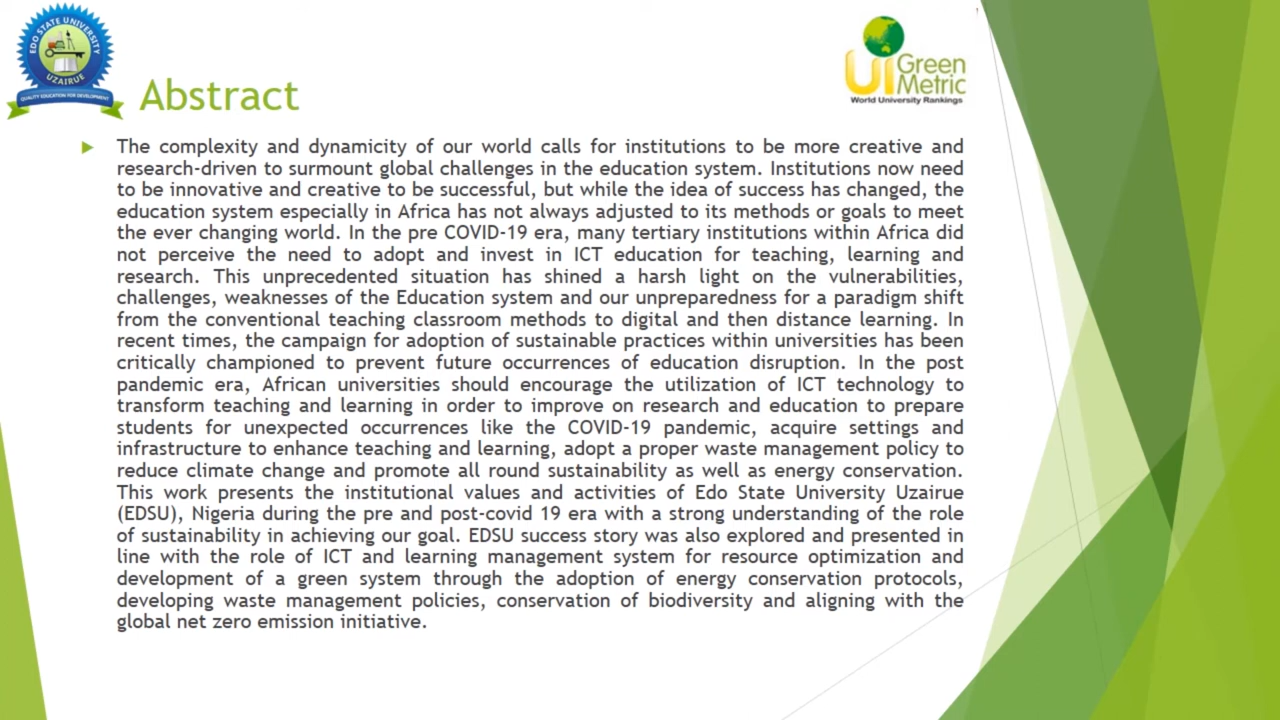 EDO STATE UNIVERSITY
UZAIRUE
QUALITY EDUCATION FOR DEVELOPMENT
UI Green
Metric
World University Rankings
Abstract
The complexity and dynamicity of our world calls for institutions to be more creative and
research-driven to surmount global challenges in the education system. Institutions now need
to be innovative and creative to be successful, but while the idea of success has changed, the
education system especially in Africa has not always adjusted to its methods or goals to meet
the ever changing world. In the pre COVID-19 era, many tertiary institutions within Africa did
not perceive the need to adopt and invest in ICT education for teaching, learning and
research. This unprecedented situation has shined a harsh light on the vulnerabilities,
challenges, weaknesses of the Education system and our unpreparedness for a paradigm shift
from the conventional teaching classroom methods to digital and then distance learning. In
recent times, the campaign for adoption of sustainable practices within universities has been
critically championed to prevent future occurrences of education disruption. In the post
pandemic era, African universities should encourage the utilization of ICT technology to
transform teaching and learning in order to improve on research and education to prepare
students for unexpected occurrences like the COVID-19 pandemic, acquire settings and
infrastructure to enhance teaching and learning, adopt a proper waste management policy to
reduce climate change and promote all round sustainability as well as energy conservation.
This work presents the institutional values and activities of Edo State University Uzairue
(EDSU), Nigeria during the pre and post-covid 19 era with a strong understanding of the role
of sustainability in achieving our goal. EDSU success story was also explored and presented in
line with the role of ICT and learning management system for resource optimization and
development of a green system through the adoption of energy conservation protocols,
developing waste management policies, conservation of biodiversity and aligning with the
global net zero emission initiative.